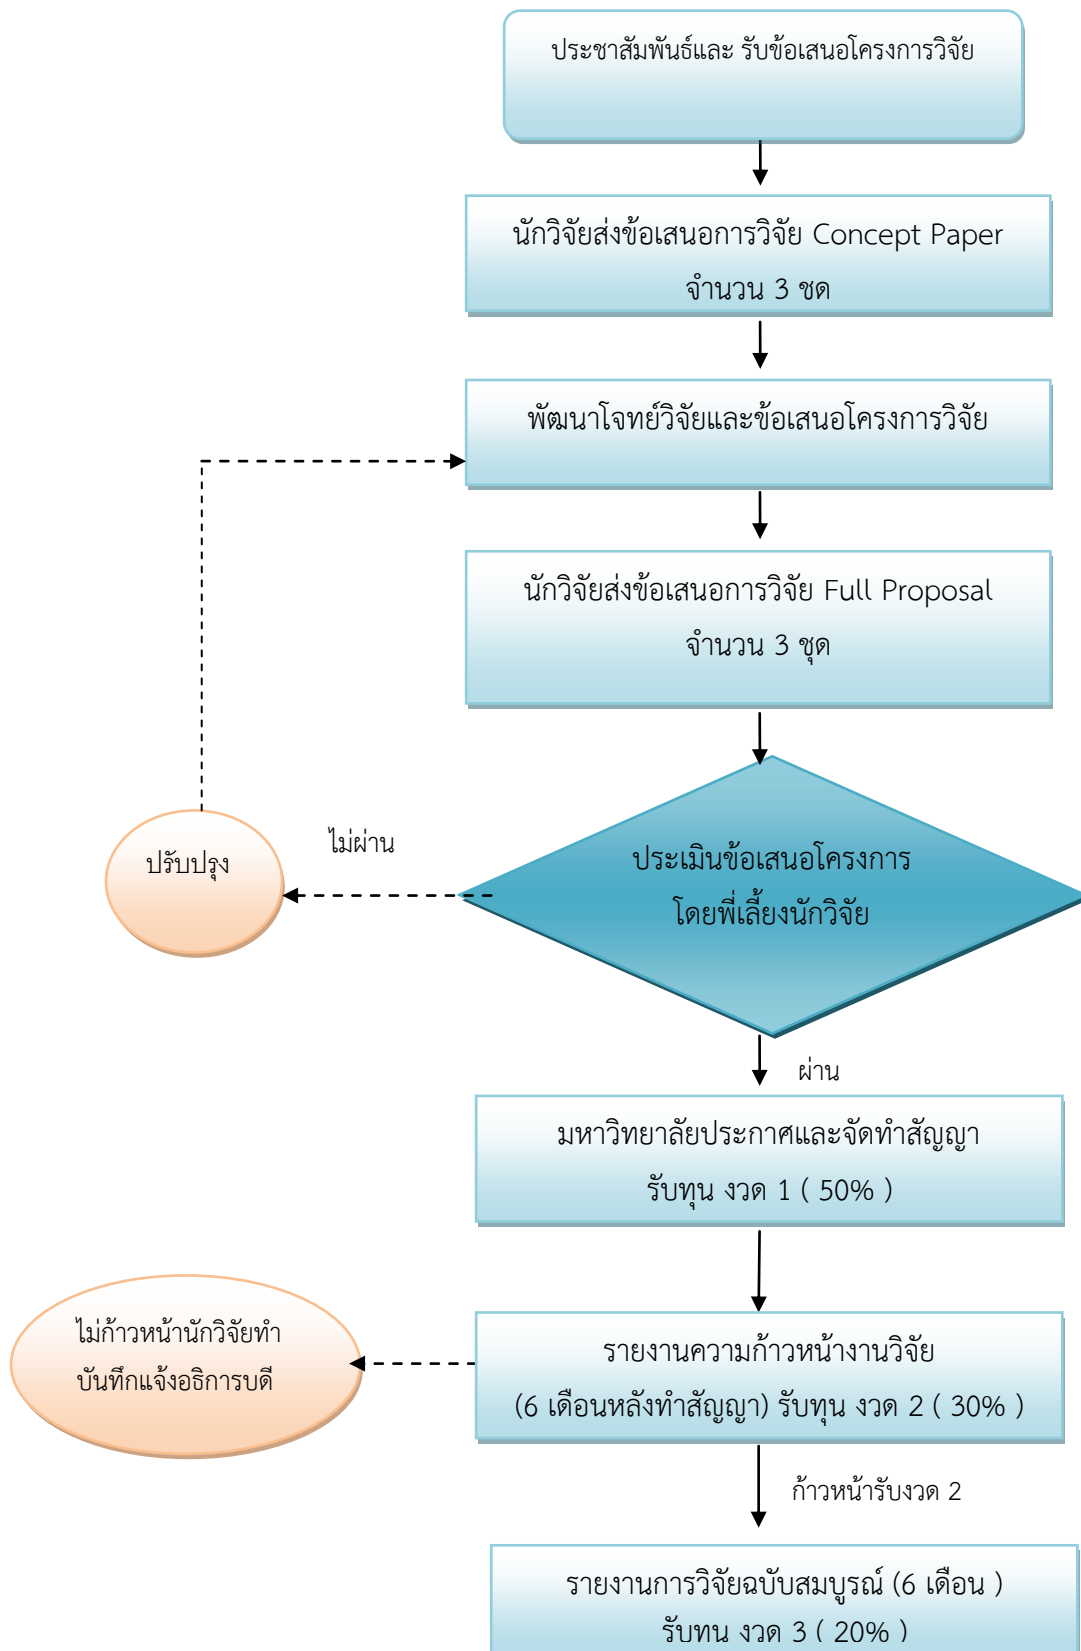 ประชาสัมพันธ์และ รับข้อเสนอโครงการวิจัย
นักวิจัยส่งข้อเสนอการวิจัย Concept Paper
จำนวน 3 ชด
พัฒนาโจทย์วิจัยและข้อเสนอโครงการวิจัย
นักวิจัยส่งข้อเสนอการวิจัย Full Proposal
จำนวน 3 ชุด
ไม่ผ่าน
ปรับปรุง
ประเมินข้อเสนอโครงการ
โดยพี่เลี้ยงนักวิจัย
ผ่าน
มหาวิทยาลัยประกาศและจัดทำสัญญา
รับทุน งวด 1 ( 50% )
ไม่ก้าวหน้านักวิจัยทำ
บันทึกแจ้งอธิการบดี
รายงานความก้าวหน้างานวิจัย
(6 เดือนหลังทำสัญญา) รับทุน งวด 2 ( 30% )
ก้าวหน้ารับงวด 2
รายงานการวิจัยฉบับสมบูรณ์ (6 เดือน )
รับทน งวด 3 ( 20% )